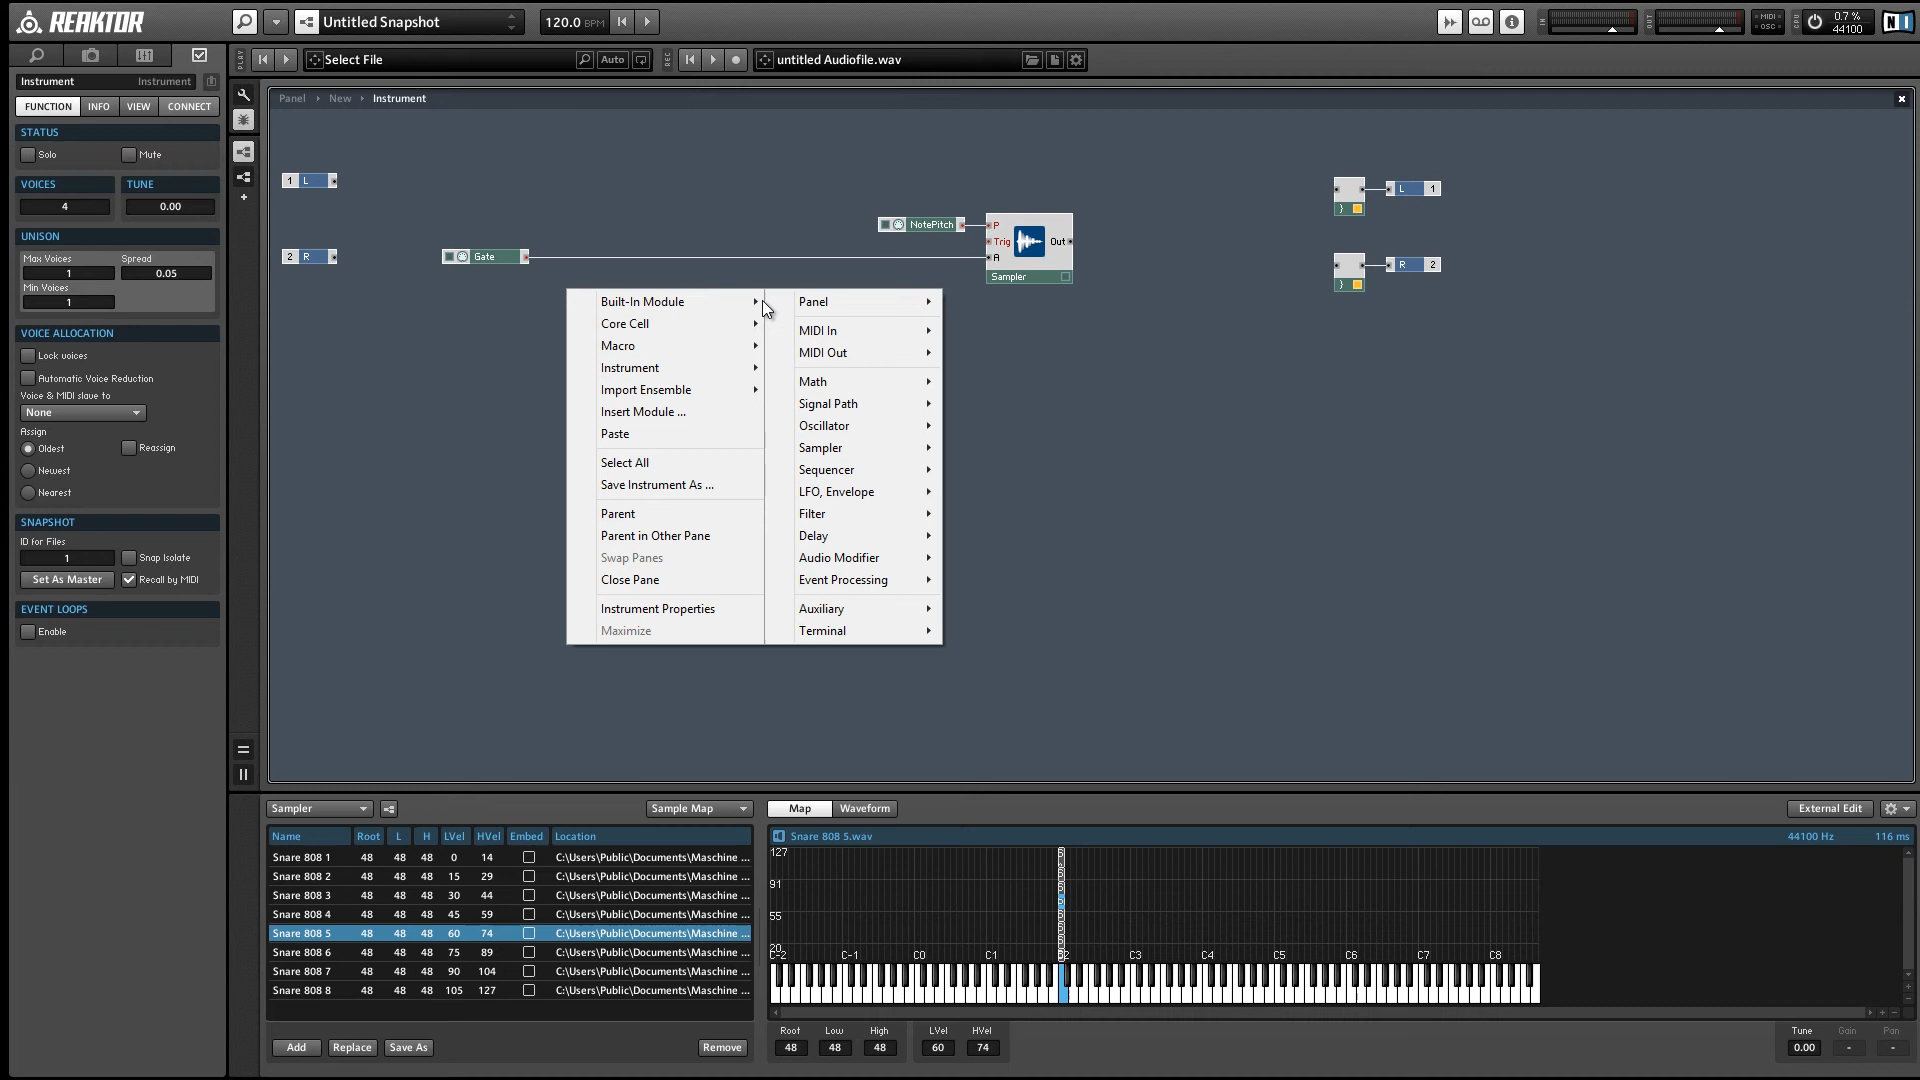 REAKTOR
Untitled Snapshot
120.0 BPM
MIDI
OSC
CPU
0.7 %
44100
IN
OUT
PLAY
Select File
Auto
REC
untitled Audiofile.wav
Instrument Instrument
FUNCTION INFO VIEW CONNECT
STATUS
Solo Mute
VOICES TUNE
4 0.00
UNISON
Max Voices Spread
1 0.05
Min Voices
1
VOICE ALLOCATION
Lock voices
Automatic Voice Reduction
Voice & MIDI slave to
None
Assign
Oldest Reassign
Newest
Nearest
SNAPSHOT
ID for Files
1 Snap Isolate
Set As Master Recall by MIDI
EVENT LOOPS
Enable
Panel New Instrument
1 L
2 R
Gate
NotePitch
P
Trig Out
A
Sampler
L 1
R 2
Built-In Module
Core Cell
Macro
Instrument
Import Ensemble
Insert Module ...
Paste
Select All
Save Instrument As ...
Parent
Parent in Other Pane
Swap Panes
Close Pane
Instrument Properties
Maximize
Panel
MIDI In
MIDI Out
Math
Signal Path
Oscillator
Sampler
Sequencer
LFO, Envelope
Filter
Delay
Audio Modifier
Event Processing
Auxiliary
Terminal
Sampler Sample Map
Name Root L H LVel HVel Embed Location
Snare 808 1 48 48 48 0 14 C:\Users\Public\Documents\Maschine ...
Snare 808 2 48 48 48 15 29 C:\Users\Public\Documents\Maschine ...
Snare 808 3 48 48 48 30 44 C:\Users\Public\Documents\Maschine ...
Snare 808 4 48 48 48 45 59 C:\Users\Public\Documents\Maschine ...
Snare 808 5 48 48 48 60 74 C:\Users\Public\Documents\Maschine ...
Snare 808 6 48 48 48 75 89 C:\Users\Public\Documents\Maschine ...
Snare 808 7 48 48 48 90 104 C:\Users\Public\Documents\Maschine ...
Snare 808 8 48 48 48 105 127 C:\Users\Public\Documents\Maschine ...
Add Replace Save As Remove
Map Waveform External Edit
Snare 808 5.wav 44100 Hz 116 ms
127
91
55
20
C-2 C-1 C0 C1 C3 C4 C5 C6 C7 C8
Root Low High LVel HVel Tune Gain Pan
48 48 48 60 74 0.00 - -